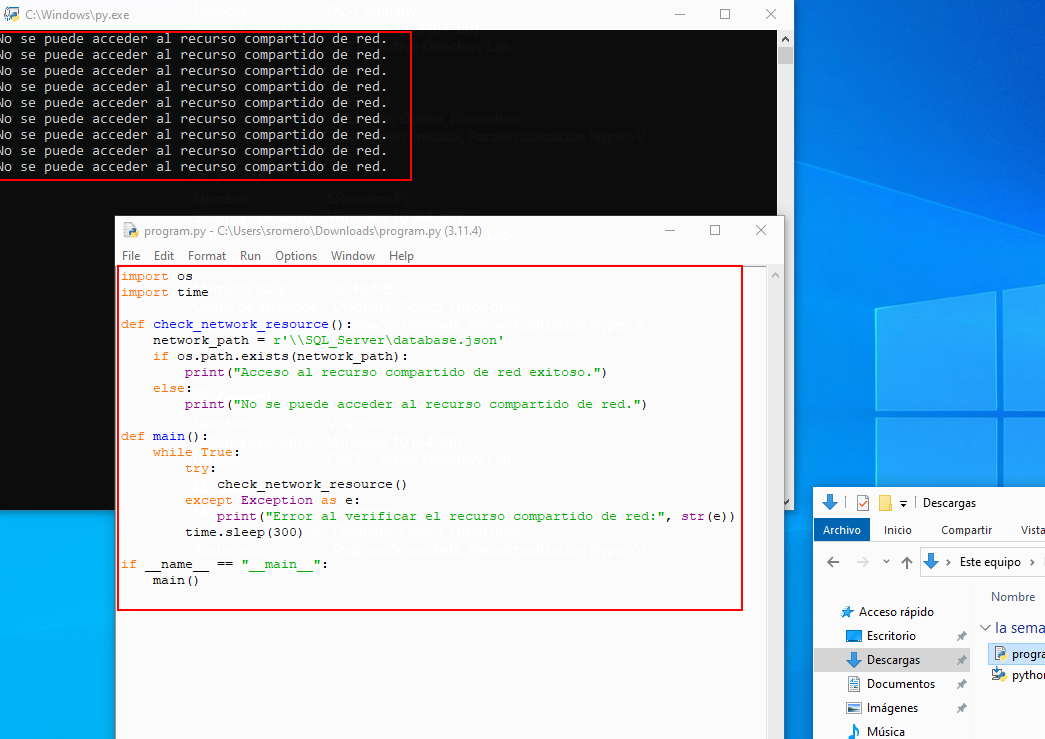 C:\Windows\py.exe
No se puede acceder al recurso compartido de red.
No se puede acceder al recurso compartido de red.
No se puede acceder al recurso compartido de red.
No se puede acceder al recurso compartido de red.
No se puede acceder al recurso compartido de red.
No se puede acceder al recurso compartido de red.
No se puede acceder al recurso compartido de red.
No se puede acceder al recurso compartido de red.
No se puede acceder al recurso compartido de red.
program.py - C:\Users\sromero\Downloads\program.py (3.11.4)
File Edit Format Run Options Window Help
import os
import time
def check_network_resource():
network_path = r'\\SQL_Server\database.json'
if os.path.exists(network_path):
print("Acceso al recurso compartido de red exitoso.")
else:
print("No se puede acceder al recurso compartido de red.")
def main():
while True:
try:
check_network_resource()
except Exception as e:
print("Error al verificar el recurso compartido de red:", str(e))
time.sleep(300)
if __name__ == "__main__":
main()
Descargas
Archivo Inicio Compartir Vista
Este equipo
Nombre
Acceso rápido
la sema
Escritorio
progra
Descargas
python
Documentos
Imágenes
Música